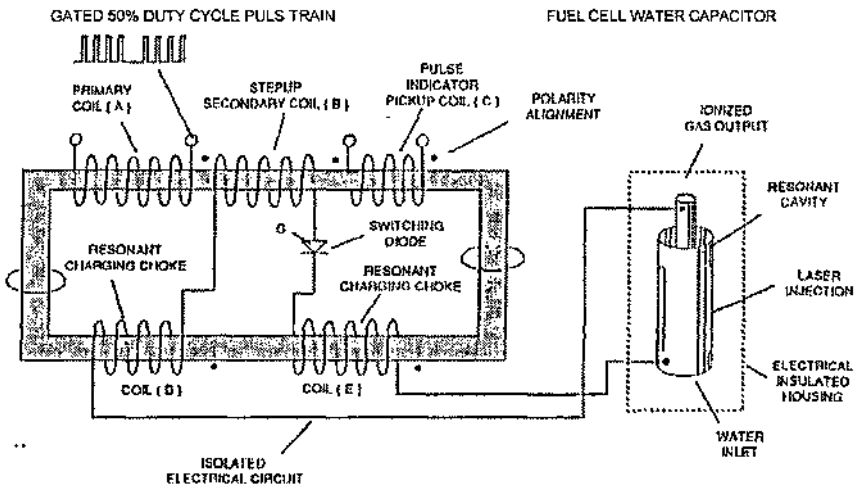 GATED 50% DUTY CYCLE PULS TRAIN
FUEL CELL WATER CAPACITOR
PRIMARY
COIL ( A )
STEPUP
SECONDARY COIL ( B )
PULSE
INDICATOR
PICKUP COIL ( C )
POLARITY
ALIGNMENT
IONIZED
GAS OUTPUT
RESONANT
CAVITY
G
SWITCHING
DIODE
RESONANT
CHARGING CHOKE
RESONANT
CHARGING CHOKE
LASER
INJECTION
COIL ( D )
COIL ( E )
ELECTRICAL
INSULATED
HOUSING
WATER
INLET
ISOLATED
ELECTRICAL CIRCUIT